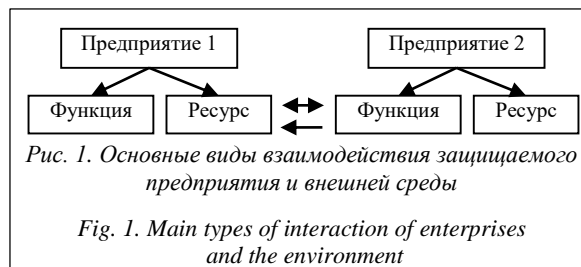 Предприятие 1 Предприятие 2
Функция Ресурс Функция Ресурс
Рис. 1. Основные виды взаимодействия защищаемого
предприятия и внешней среды
Fig. 1. Main types of interaction of enterprises
and the environment